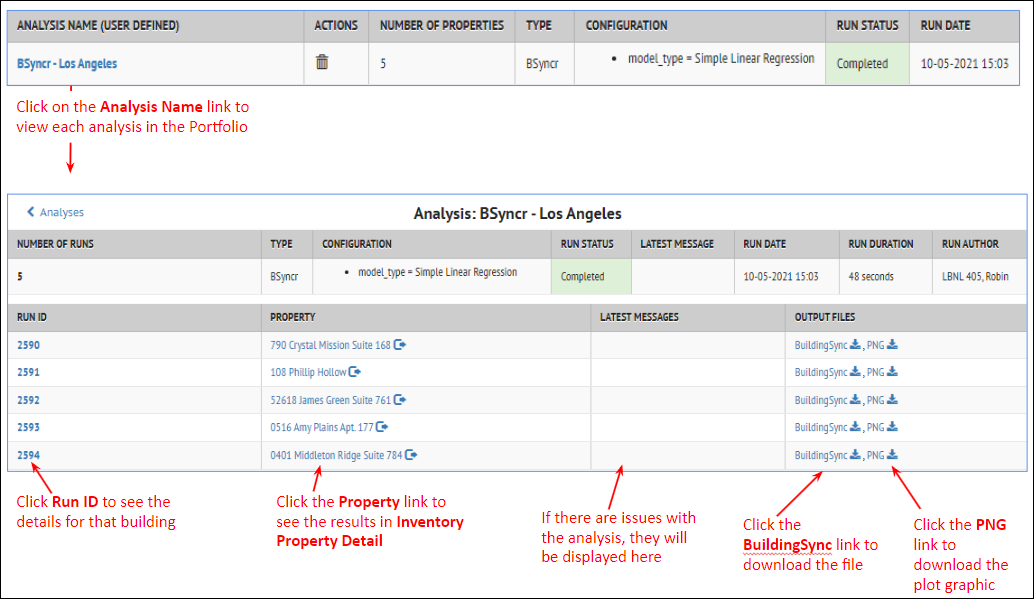 ANALYSIS NAME (USER DEFINED) ACTIONS NUMBER OF PROPERTIES TYPE CONFIGURATION RUN STATUS RUN DATE
BSyncr - Los Angeles 5 BSyncr • model_type = Simple Linear Regression Completed 10-05-2021 15:03
Click on the Analysis Name link to
view each analysis in the Portfolio
Analyses
Analysis: BSyncr - Los Angeles
NUMBER OF RUNS TYPE CONFIGURATION RUN STATUS LATEST MESSAGE RUN DATE RUN DURATION RUN AUTHOR
5 BSyncr • model_type = Simple Linear Regression Completed 10-05-2021 15:03 48 seconds LBNL 405, Robin
RUN ID PROPERTY LATEST MESSAGES OUTPUT FILES
2590 790 Crystal Mission Suite 168 BuildingSync , PNG
2591 108 Phillip Hollow BuildingSync , PNG
2592 52618 James Green Suite 761 BuildingSync , PNG
2593 0516 Amy Plains Apt. 177 BuildingSync , PNG
2594 0401 Middleton Ridge Suite 784 BuildingSync , PNG
Click Run ID to see the
details for that building
Click the Property link to
see the results in Inventory
Property Detail
If there are issues with
the analysis, they will
be displayed here
Click the
BuildingSync link to
download the file
Click the PNG
link to
download the
plot graphic